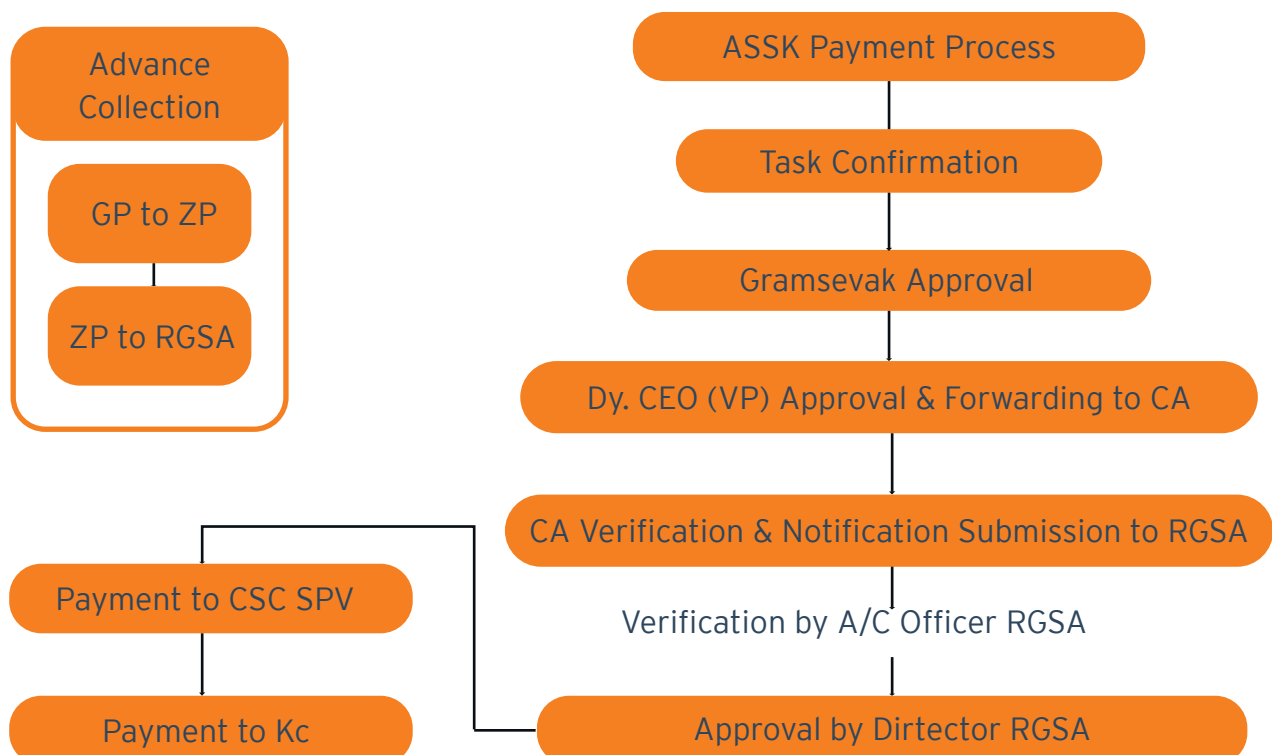 Advance
Collection
GP to ZP
ZP to RGSA
ASSK Payment Process
Task Confirmation
Gramsevak Approval
Dy. CEO (VP) Approval & Forwarding to CA
CA Verification & Notification Submission to RGSA
Verification by A/C Officer RGSA
Approval by Dirtector RGSA
Payment to CSC SPV
Payment to Kc